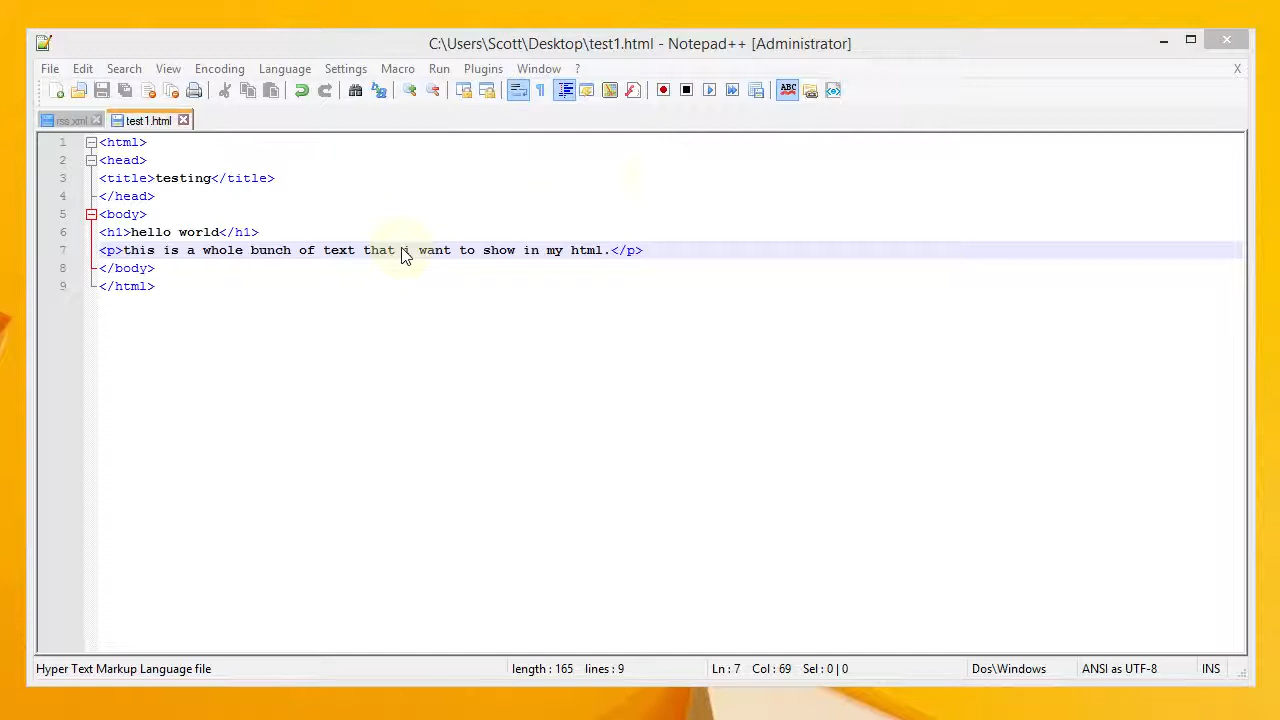 C:\Users\Scott\Desktop\test1.html - Notepad++ [Administrator]
File Edit Search View Encoding Language Settings Macro Run Plugins Window ? X
ABC
rss.xml test1.html
1 <html>
2 <head>
3 <title>testing</title>
4 </head>
5 <body>
6 <h1>hello world</h1>
7 <p>this is a whole bunch of text that i want to show in my html.</p>
8 </body>
9 </html>
Hyper Text Markup Language file length : 165 lines : 9 Ln : 7 Col : 69 Sel : 0 | 0 Dos\Windows ANSI as UTF-8 INS